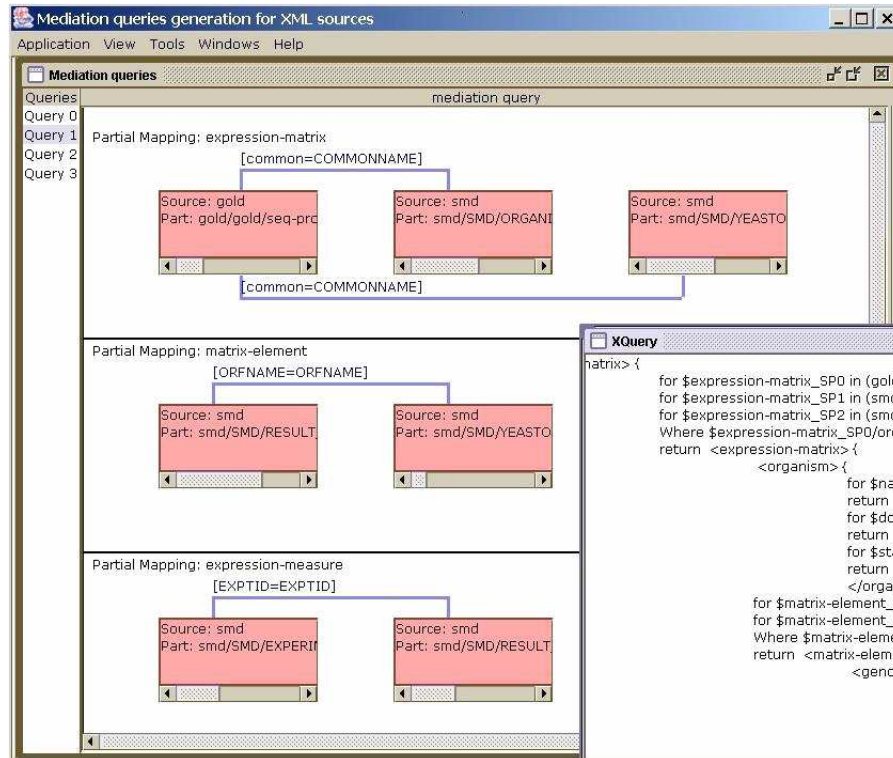 Mediation queries generation for XML sources
Application View Tools Windows Help
Mediation queries
Queries
mediation query
Query 0
Query 1
Query 2
Query 3
Partial Mapping: expression-matrix
[common=COMMONNAME]
Source: gold
Part: gold/gold/seq-pro
Source: smd
Part: smd/SMD/ORGANI
Source: smd
Part: smd/SMD/YEASTO
[common=COMMONNAME]
Partial Mapping: matrix-element
[ORFNAME=ORFNAME]
Source: smd
Part: smd/SMD/RESULT_
Source: smd
Part: smd/SMD/YEASTO
Partial Mapping: expression-measure
[EXPTID=EXPTID]
Source: smd
Part: smd/SMD/EXPERI
Source: smd
Part: smd/SMD/RESULT_
XQuery
natrix> {
for $expression-matrix_SP0 in (gol
for $expression-matrix_SP1 in (smd
for $expression-matrix_SP2 in (smd
Where $expression-matrix_SP0/or
return <expression-matrix> {
<organism> {
for $na
return
for $do
return
for $sta
return
</orga
for $matrix-element_
for $matrix-element_
Where $matrix-eleme
return <matrix-elem
<gene